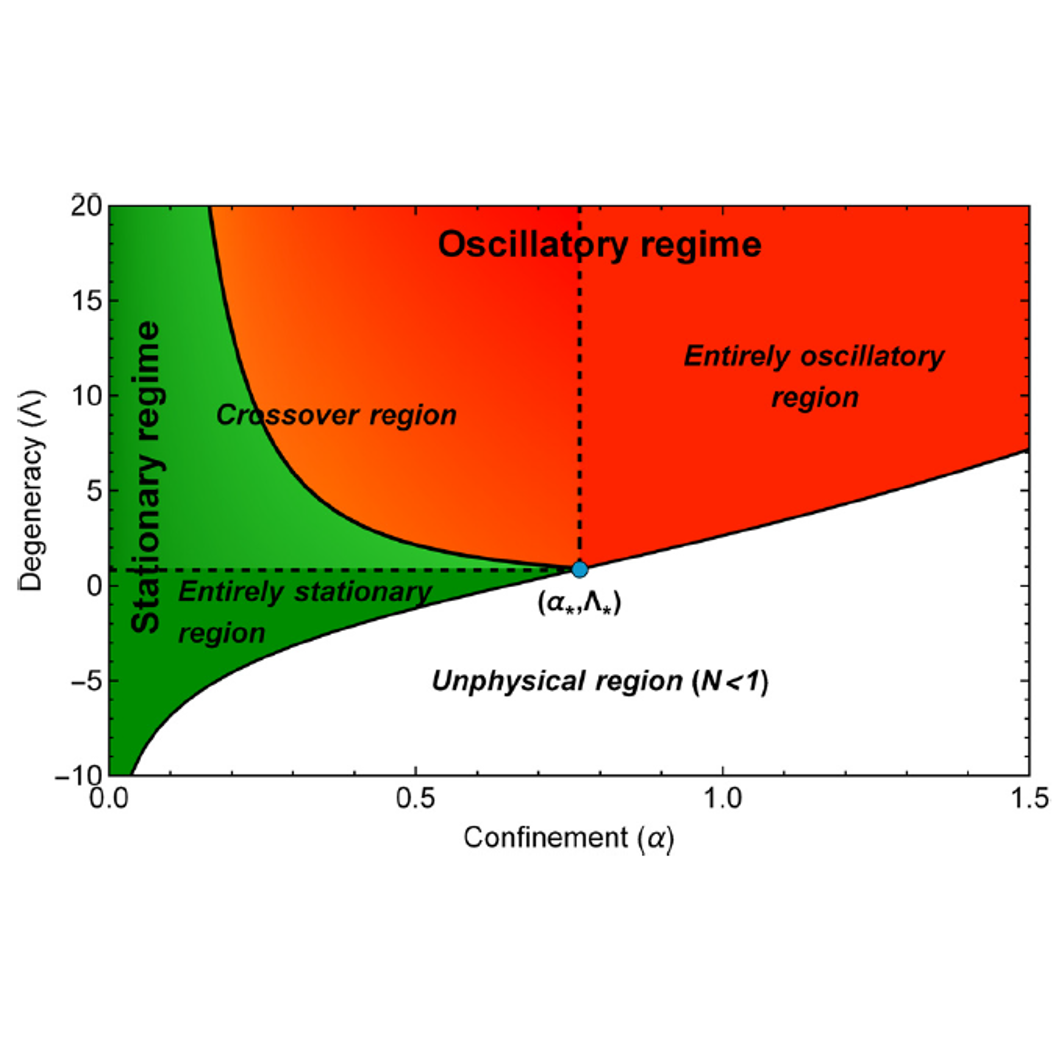 20
15
10
5
0
−5
−10
0.0
0.5
1.0
1.5
Degeneracy (Λ)
Confinement (α)
Stationary regime
Oscillatory regime
Entirely oscillatory
region
Crossover region
Entirely stationary
region
(α*,Λ*)
Unphysical region (N<1)